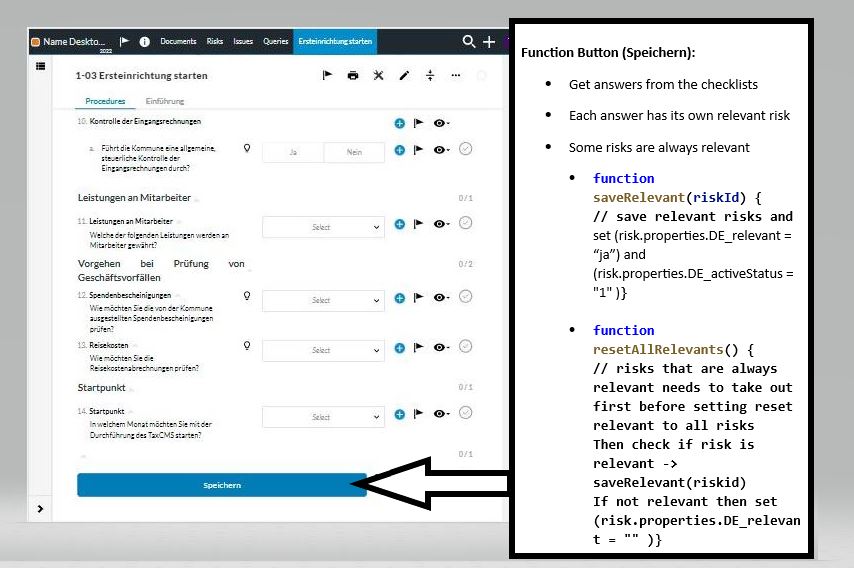 Name Deskto...
2022
Documents
Risks
Issues
Queries
Ersteinrichtung starten
1-03 Ersteinrichtung starten
Procedures
Einführung
10. Kontrolle der Eingangsrechnungen
a. Führt die Kommune eine allgemeine,
steuerliche Kontrolle der
Eingangsrechnungen durch?
Ja
Nein
Leistungen an Mitarbeiter
0/1
11. Leistungen an Mitarbeiter
Welche der folgenden Leistungen werden an
Mitarbeiter gewährt?
Select
Vorgehen bei Prüfung von
Geschäftsvorfällen
0/2
12. Spendenbescheinigungen
Wie möchten Sie die von der Kommune
ausgestellten Spendenbescheinigungen
prüfen?
Select
13. Reisekosten
Wie möchten Sie die
Reisekostenabrechnungen prüfen?
Select
Startpunkt
0/1
14. Startpunkt
In welchem Monat möchten Sie mit der
Durchführung des TaxCMS starten?
Select
0/1
Speichern
Function Button (Speichern):
• Get answers from the checklists
• Each answer has its own relevant risk
• Some risks are always relevant
• function
saveRelevant(riskId) {
// save relevant risks and
set (risk.properties.DE_relevant =
“ja”) and
(risk.properties.DE_activeStatus =
"1" )}
• function
resetAllRelevants() {
// risks that are always
relevant needs to take out
first before setting reset
relevant to all risks
Then check if risk is
relevant ->
saveRelevant(riskid)
If not relevant then set
(risk.properties.DE_relevan
t = "" )}